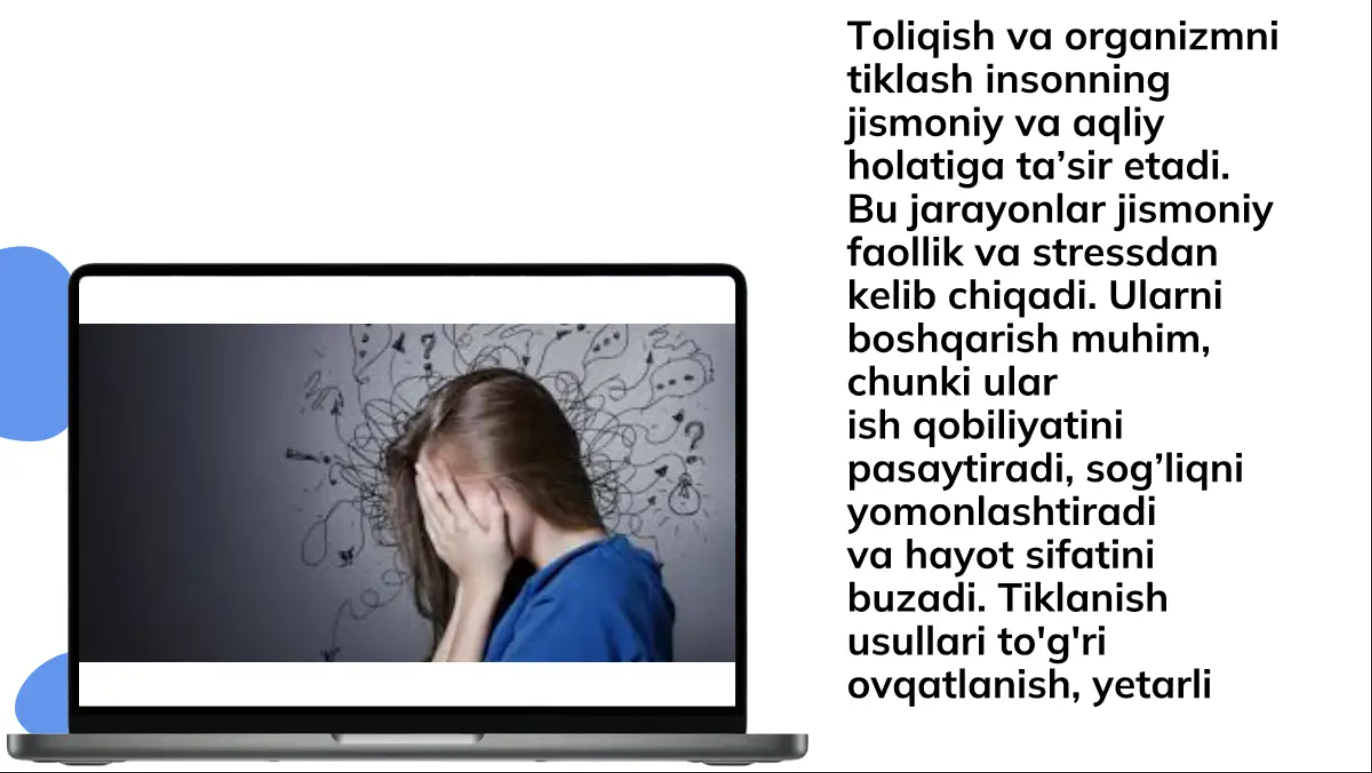 Toliqish va organizmni
tiklash insonning
jismoniy va aqliy
holatiga ta’sir etadi.
Bu jarayonlar jismoniy
faollik va stressdan
kelib chiqadi. Ularni
boshqarish muhim,
chunki ular
ish qobiliyatini
pasaytiradi, sog’liqni
yomonlashtiradi
va hayot sifatini
buzadi. Tiklanish
usullari to'g'ri
ovqatlanish, yetarli